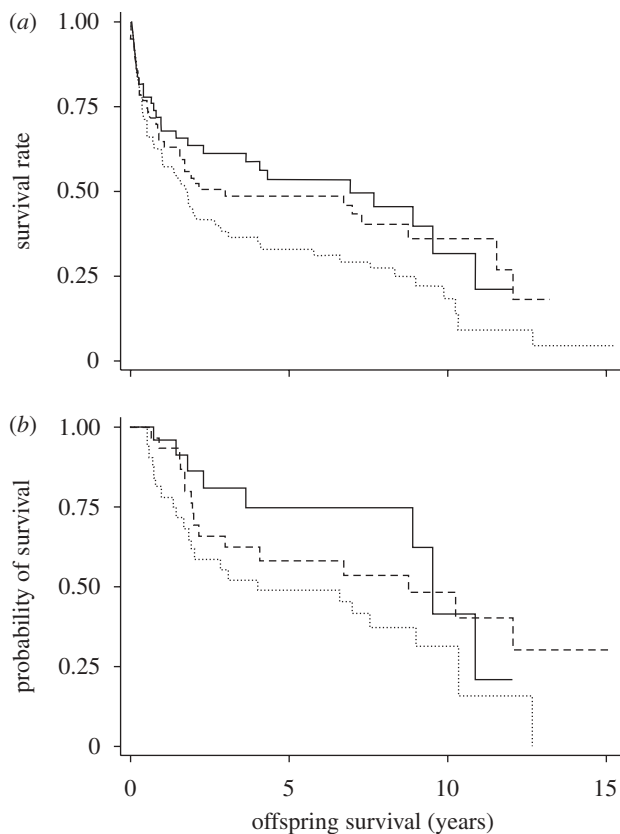 (a)
1.00
0.75
0.50
0.25
0
survival rate
(b)
1.00
0.75
0.50
0.25
0
probability of survival
0 5 10 15
offspring survival (years)